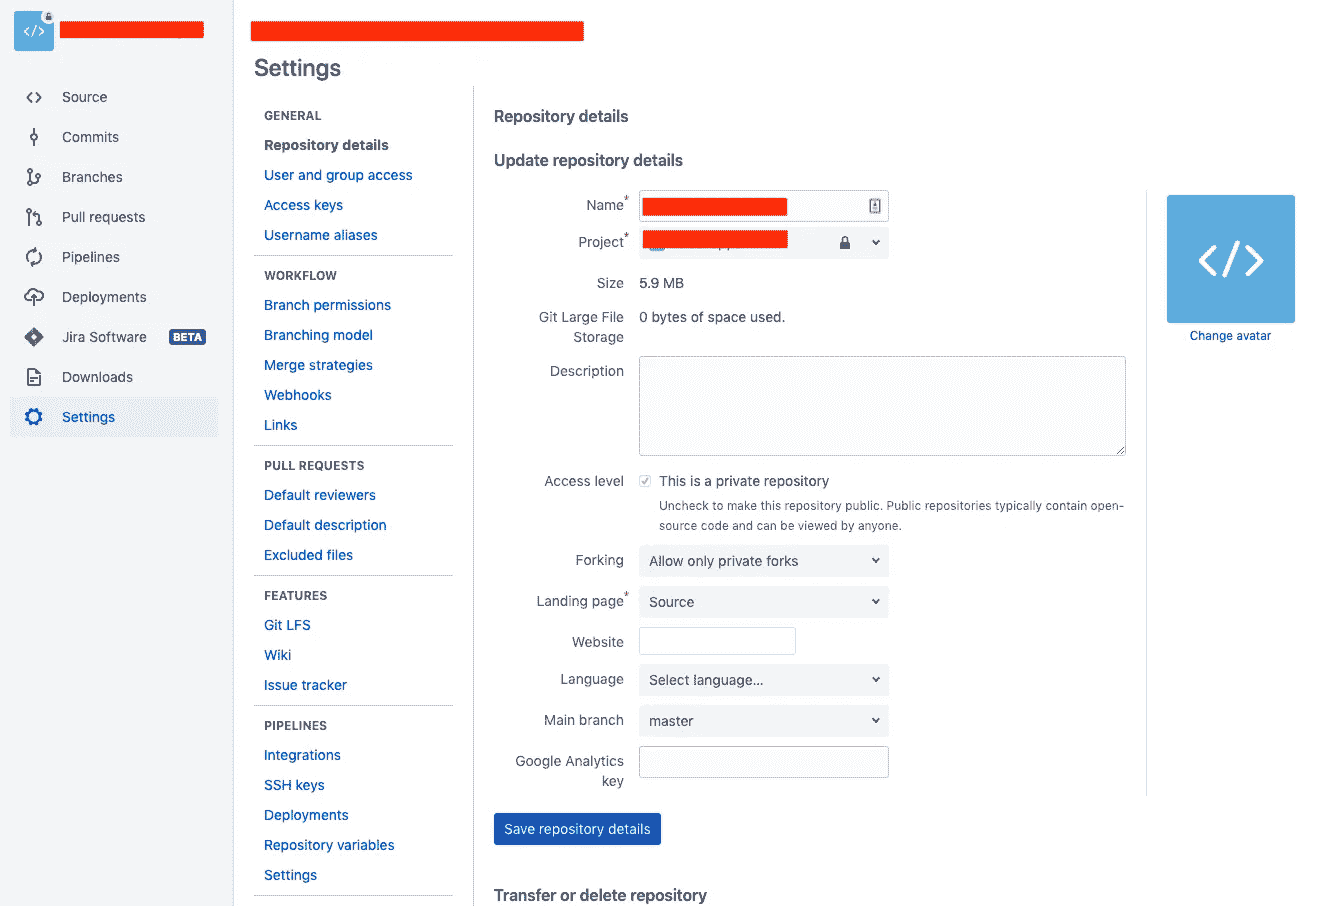 Source
Commits
Branches
Pull requests
Pipelines
Deployments
Jira Software BETA
Downloads
Settings
Settings
GENERAL
Repository details
User and group access
Access keys
Username aliases
WORKFLOW
Branch permissions
Branching model
Merge strategies
Webhooks
Links
PULL REQUESTS
Default reviewers
Default description
Excluded files
FEATURES
Git LFS
Wiki
Issue tracker
PIPELINES
Integrations
SSH keys
Deployments
Repository variables
Settings
Repository details
Update repository details
Name*
Project*
Size 5.9 MB
Git Large File Storage 0 bytes of space used.
Description
Access level This is a private repository
Uncheck to make this repository public. Public repositories typically contain open-
source code and can be viewed by anyone.
Forking Allow only private forks
Landing page* Source
Website
Language Select language...
Main branch master
Google Analytics
key
Save repository details
Transfer or delete repository
</> 
Change avatar